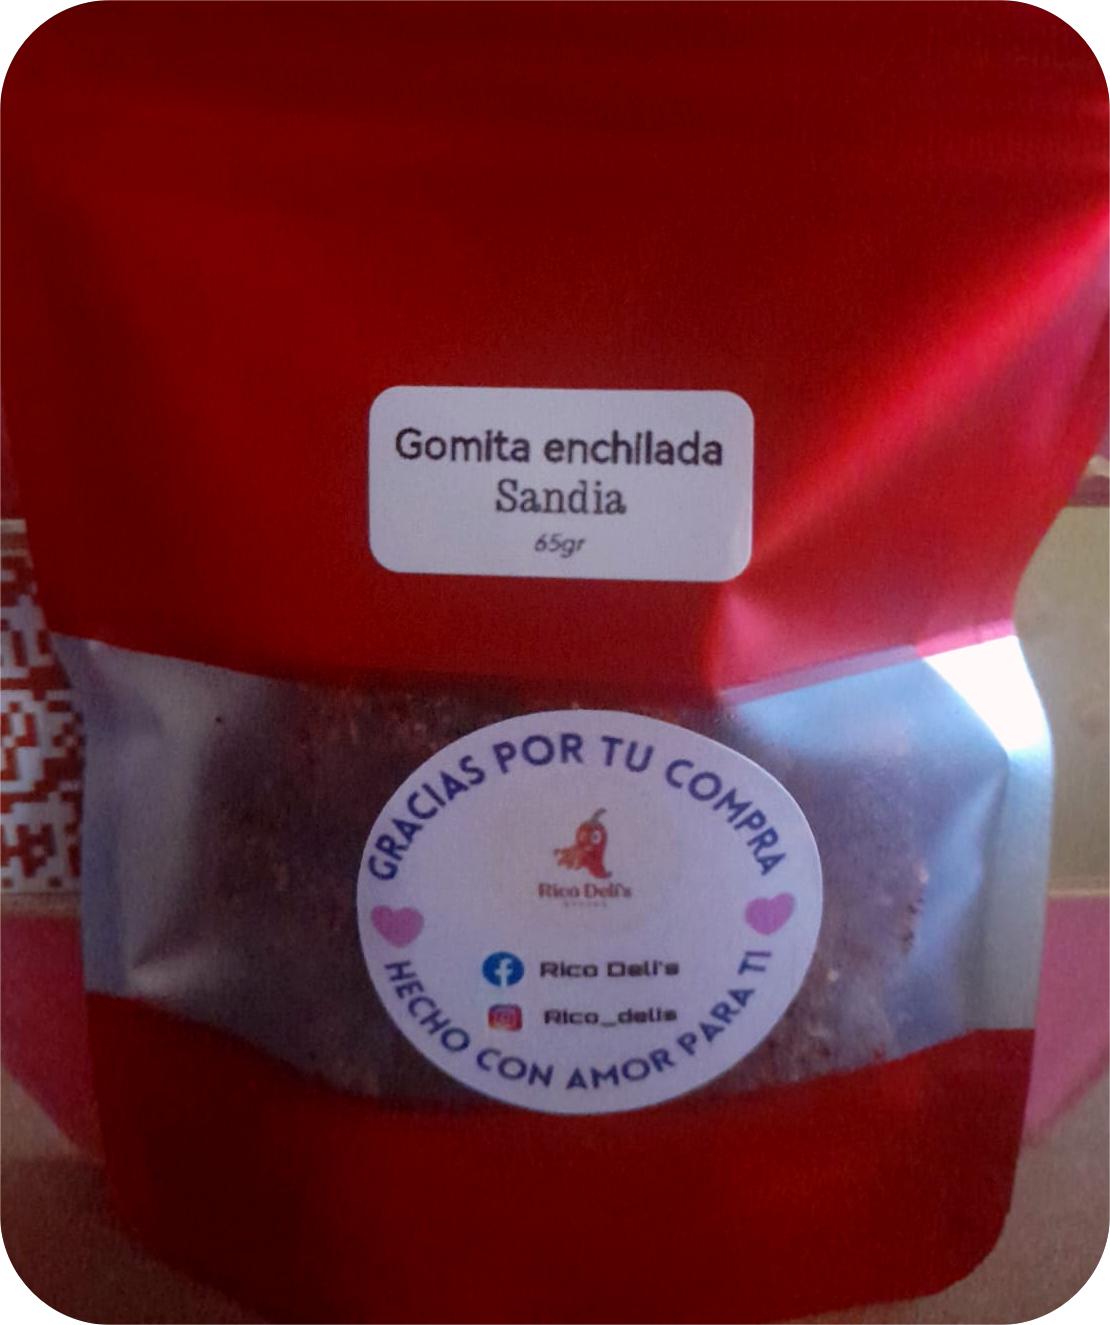 Gomita enchilada
Sandia
65gr
GRACIAS POR TU COMPRA
Rico Deli's
Rico Deli's
Rico_delis
HECHO CON AMOR PARA TI